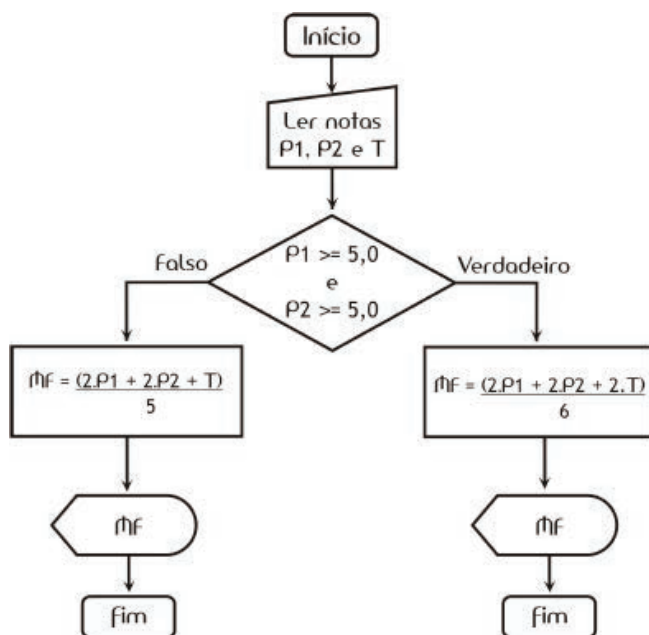 Início
Ler notas
P1, P2 e T
P1 >= 5,0
e
P2 >= 5,0
Falso
Verdadeiro
MF = (2.P1 + 2.P2 + T)
5
MF = (2.P1 + 2.P2 + 2.T)
6
MF
MF
Fim
Fim